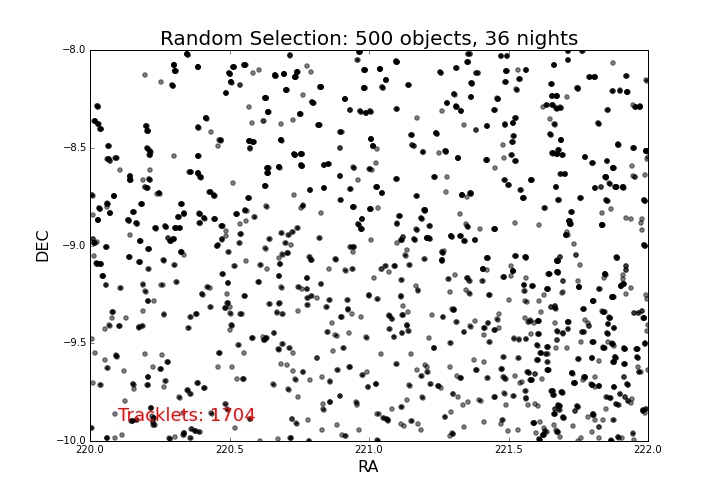 Random Selection: 500 objects, 36 nights
−8.0
−8.5
DEC
−9.0
−9.5
Tracklets: 1704
−10.0
220.0 220.5 221.0 221.5 222.0
RA